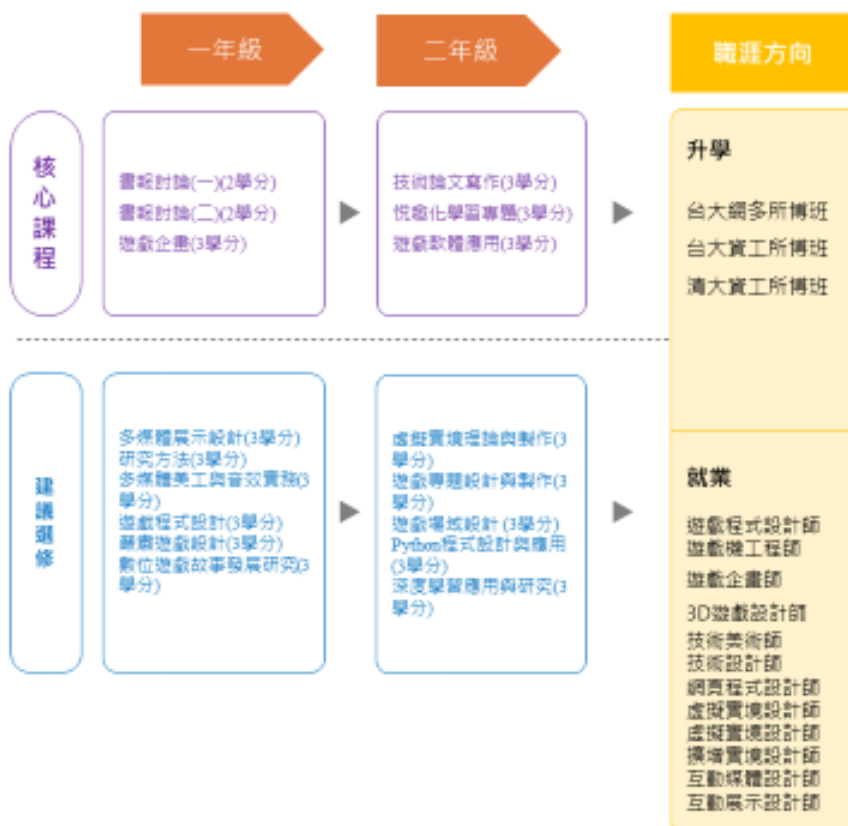 一年級
二年級
職涯方向
核心課程
書報討論(一)(2學分)
書報討論(二)(2學分)
遊戲企畫(3學分)
技術論文寫作(3學分)
悅趣化學習專題(3學分)
遊戲軟體應用(3學分)
升學
台大網多所博班
台大資工所博班
清大資工所博班
建議選修
多媒體展示設計(3學分)
研究方法(3學分)
多媒體美工與音效實務(3
學分)
遊戲程式設計(3學分)
嚴肅遊戲設計(3學分)
數位遊戲故事發展研究(3
學分)
虛擬實境理論與製作(3
學分)
遊戲專題設計與製作(3
學分)
遊戲場域設計 (3學分)
Python程式設計與應用
(3學分)
深度學習應用與研究(3
學分)
就業
遊戲程式設計師
遊戲機工程師
遊戲企畫師
3D遊戲設計師
技術美術師
技術設計師
網頁程式設計師
虛擬實境設計師
虛擬實境設計師
擴增實境設計師
互動媒體設計師
互動展示設計師